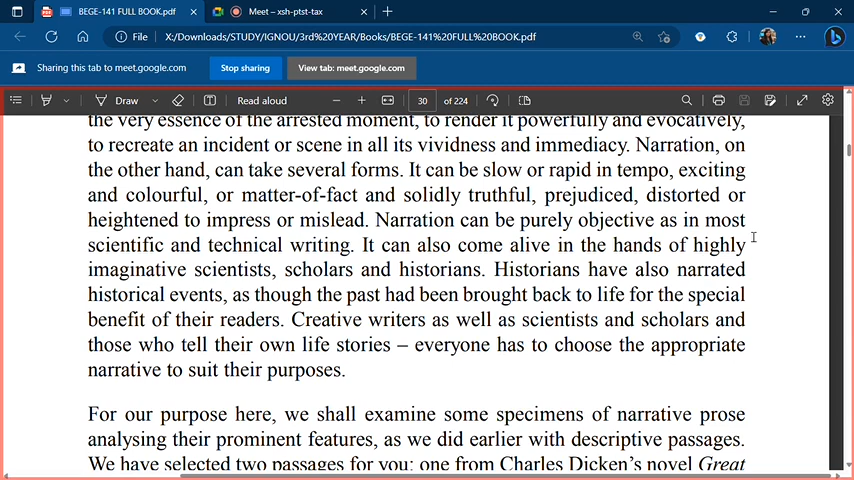 BEGE-141 FULL BOOK.pdf
Meet – xsh-ptst-tax
File
X:/Downloads/STUDY/IGNOU/3rd%20YEAR/Books/BEGE-141%20FULL%20BOOK.pdf
Sharing this tab to meet.google.com
Stop sharing
View tab: meet.google.com
Draw
Read aloud
30
of 224
the very essence of the arrested moment, to render it powerfully and evocatively,
to recreate an incident or scene in all its vividness and immediacy. Narration, on
the other hand, can take several forms. It can be slow or rapid in tempo, exciting
and colourful, or matter-of-fact and solidly truthful, prejudiced, distorted or
heightened to impress or mislead. Narration can be purely objective as in most
scientific and technical writing. It can also come alive in the hands of highly
imaginative scientists, scholars and historians. Historians have also narrated
historical events, as though the past had been brought back to life for the special
benefit of their readers. Creative writers as well as scientists and scholars and
those who tell their own life stories – everyone has to choose the appropriate
narrative to suit their purposes.
For our purpose here, we shall examine some specimens of narrative prose
analysing their prominent features, as we did earlier with descriptive passages.
We have selected two passages for you: one from Charles Dicken's novel Great